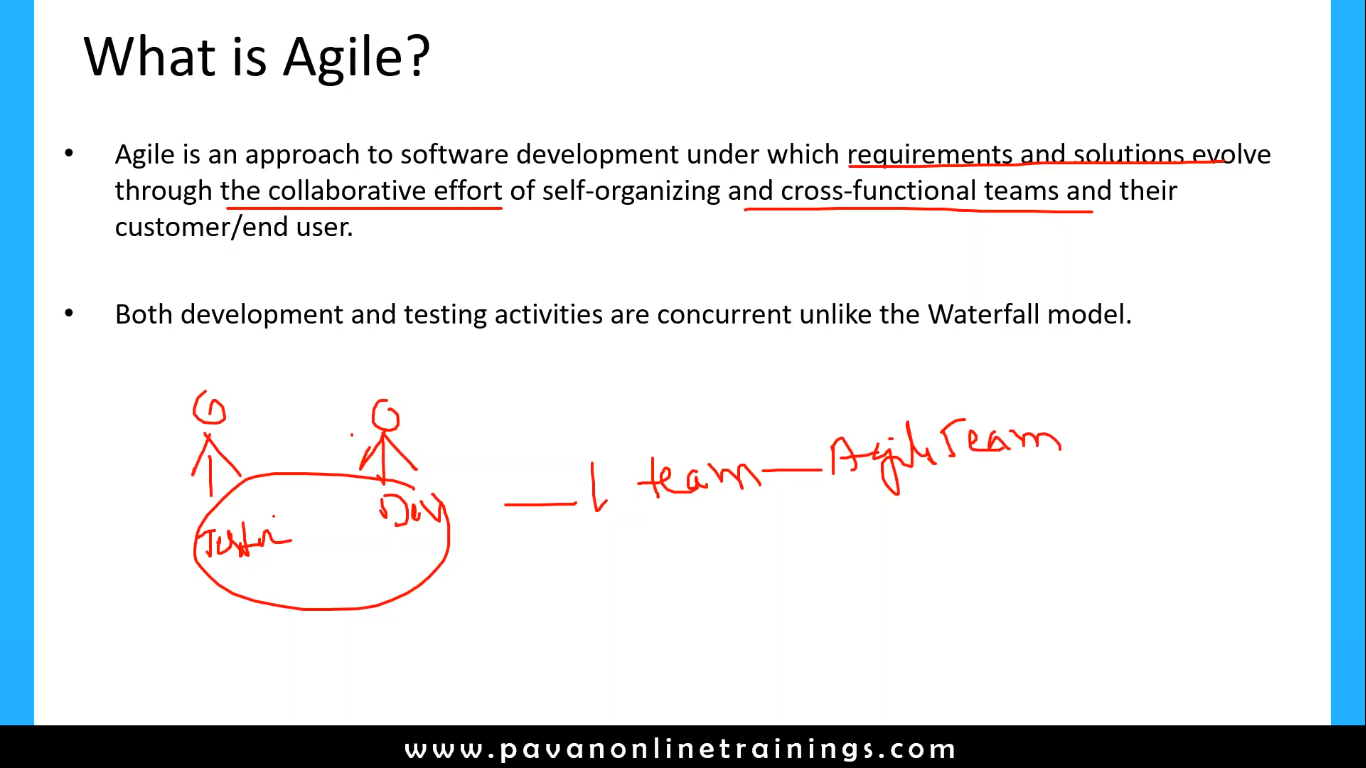 What is Agile?
• Agile is an approach to software development under which requirements and solutions evolve
through the collaborative effort of self-organizing and cross-functional teams and their
customer/end user.
• Both development and testing activities are concurrent unlike the Waterfall model.
Dev
1 team — Agile Team
www.pavanonlinetrainings.com